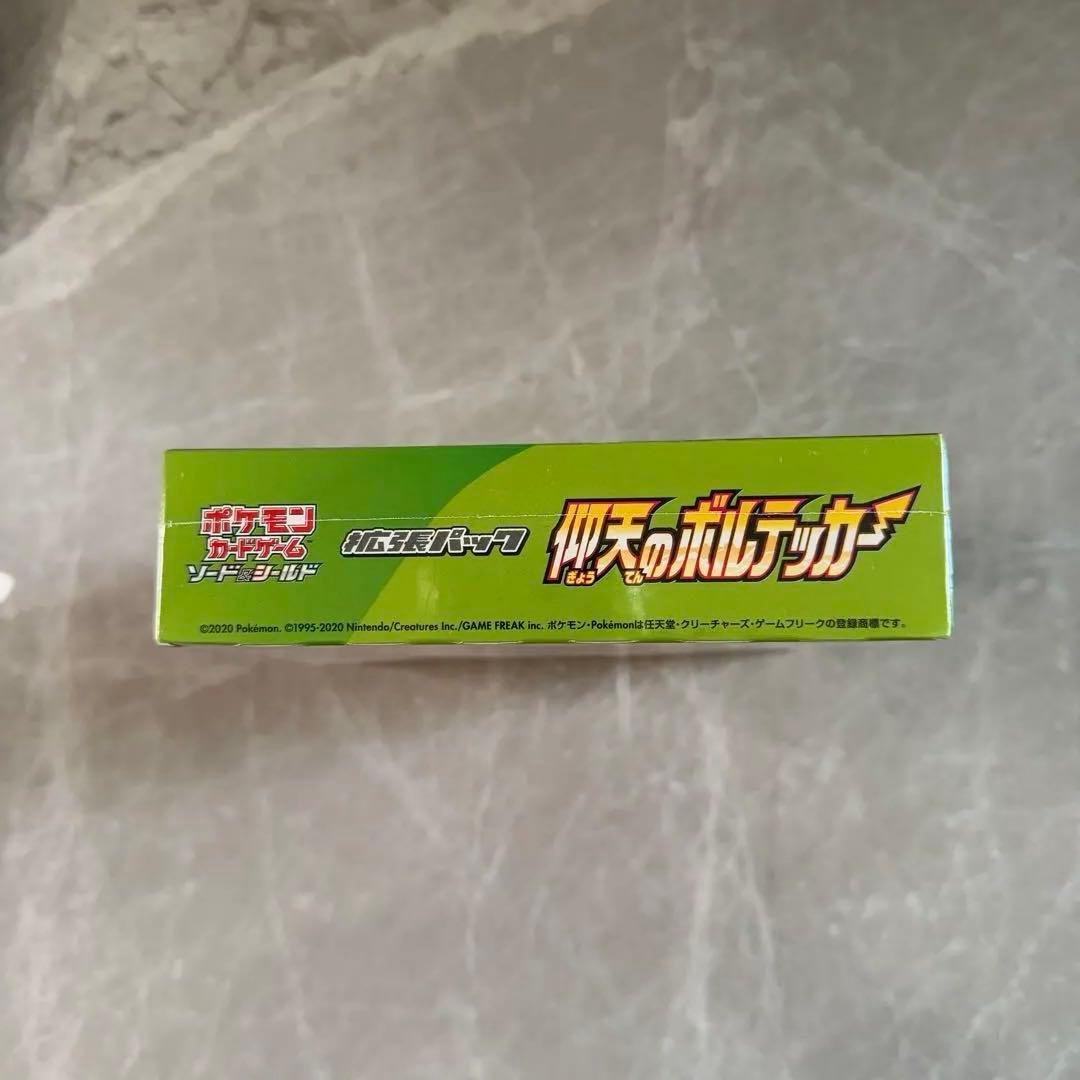 ポケモン
カードゲーム
ソード&シールド
拡張パック
仰天のボルテッカー
ぎょう てん
©2020 Pokémon. ©1995-2020 Nintendo/Creatures Inc./GAME FREAK inc. ポケモン・Pokémonは任天堂・クリーチャーズ・ゲームフリークの登録商標です。